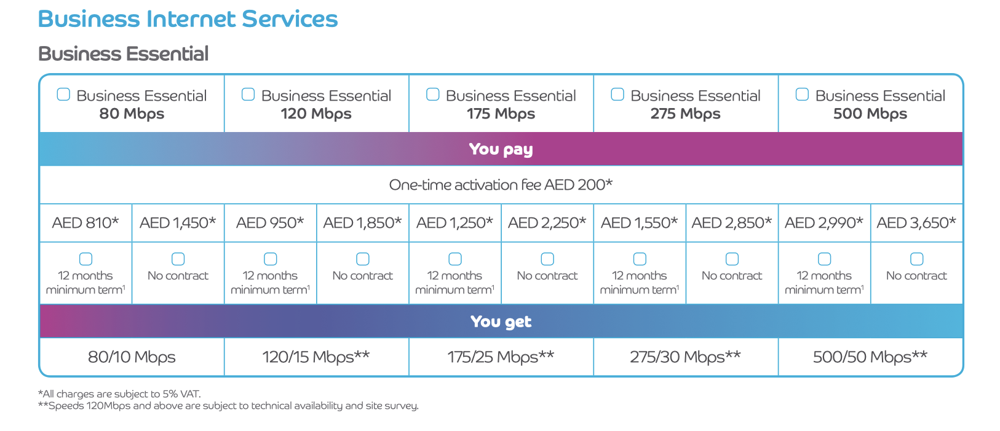 Business Internet Services
Business Essential
Business Essential
80 Mbps
Business Essential
120 Mbps
Business Essential
175 Mbps
Business Essential
275 Mbps
Business Essential
500 Mbps
You pay
One-time activation fee AED 200*
AED 810*
AED 1,450*
AED 950*
AED 1,850*
AED 1,250*
AED 2,250*
AED 1,550*
AED 2,850*
AED 2,990*
AED 3,650*
12 months
minimum term¹
No contract
12 months
minimum term¹
No contract
12 months
minimum term¹
No contract
12 months
minimum term¹
No contract
12 months
minimum term¹
No contract
You get
80/10 Mbps
120/15 Mbps**
175/25 Mbps**
275/30 Mbps**
500/50 Mbps**
*All charges are subject to 5% VAT.
**Speeds 120Mbps and above are subject to technical availability and site survey.